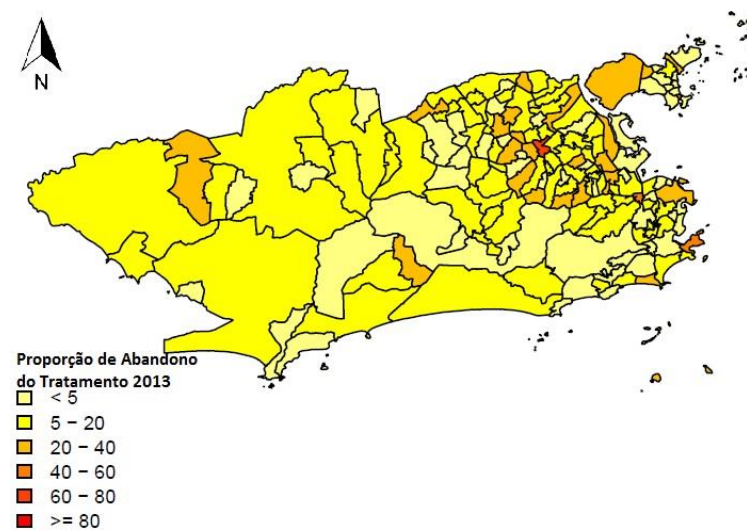 N
Proporção de Abandono
do Tratamento 2013
< 5
5 − 20
20 − 40
40 − 60
60 − 80
>= 80